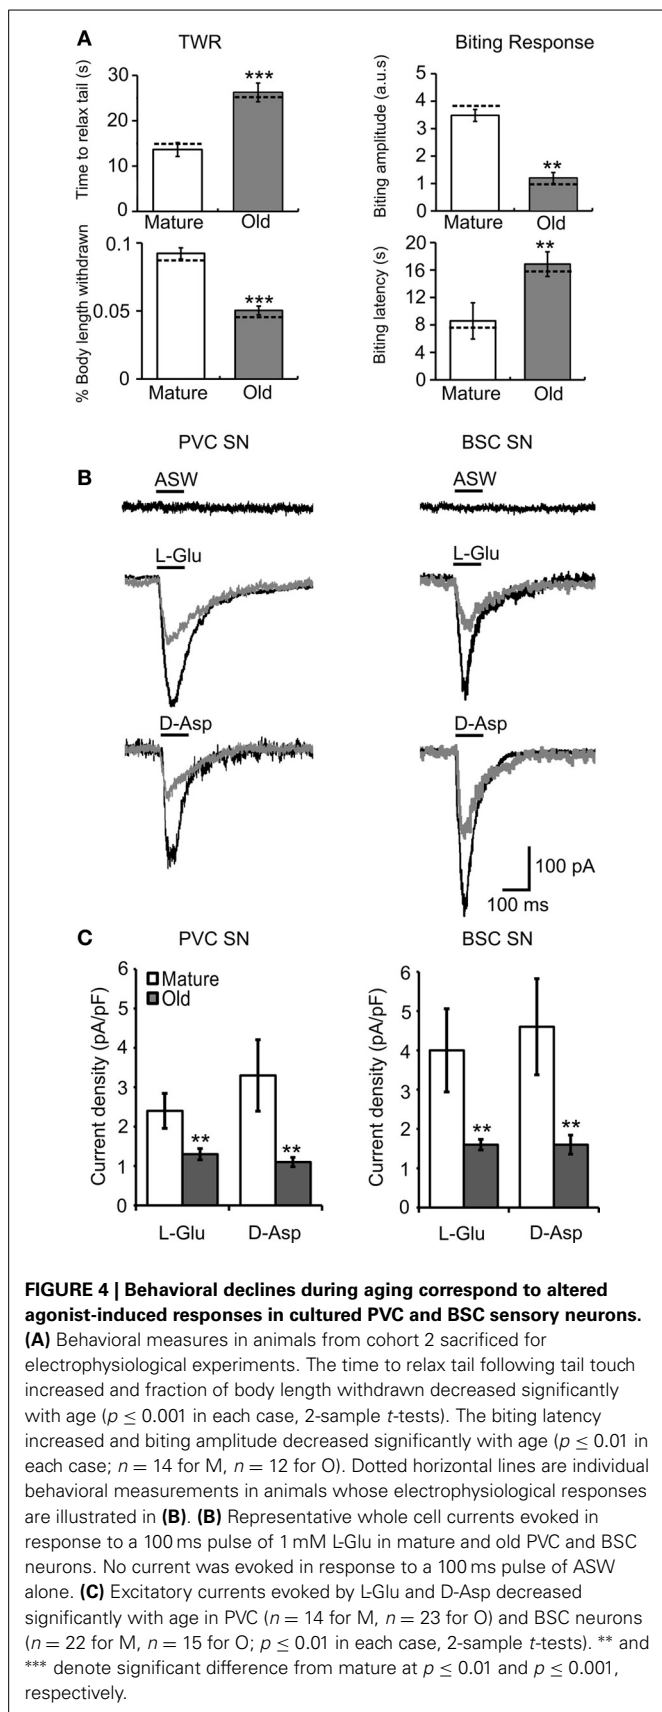 A
TWR
Biting Response
Time to relax tail (s)
30
20
10
0
***
Mature Old
Biting amplitude (a.u.s)
5
4
3
2
1
0
**
Mature Old
% Body length withdrawn
0.1
0.05
0
***
Mature Old
Biting latency (s)
20
16
12
8
4
0
**
Mature Old
B
PVC SN
BSC SN
ASW
ASW
L-Glu
L-Glu
D-Asp
D-Asp
100 pA
100 ms
C
PVC SN
BSC SN
Current density (pA/pF)
6
5
4
3
2
1
0
Mature
Old
**
**
L-Glu D-Asp
Current density (pA/pF)
6
5
4
3
2
1
0
**
**
L-Glu D-Asp
FIGURE 4 | Behavioral declines during aging correspond to altered
agonist-induced responses in cultured PVC and BSC sensory neurons.
(A) Behavioral measures in animals from cohort 2 sacrificed for
electrophysiological experiments. The time to relax tail following tail touch
increased and fraction of body length withdrawn decreased significantly
with age (p ≤ 0.001 in each case, 2-sample t-tests). The biting latency
increased and biting amplitude decreased significantly with age (p ≤ 0.01 in
each case; n = 14 for M, n = 12 for O). Dotted horizontal lines are individual
behavioral measurements in animals whose electrophysiological responses
are illustrated in (B). (B) Representative whole cell currents evoked in
response to a 100 ms pulse of 1 mM L-Glu in mature and old PVC and BSC
neurons. No current was evoked in response to a 100 ms pulse of ASW
alone. (C) Excitatory currents evoked by L-Glu and D-Asp decreased
significantly with age in PVC (n = 14 for M, n = 23 for O) and BSC neurons
(n = 22 for M, n = 15 for O; p ≤ 0.01 in each case, 2-sample t-tests). ** and
*** denote significant difference from mature at p ≤ 0.01 and p ≤ 0.001,
respectively.